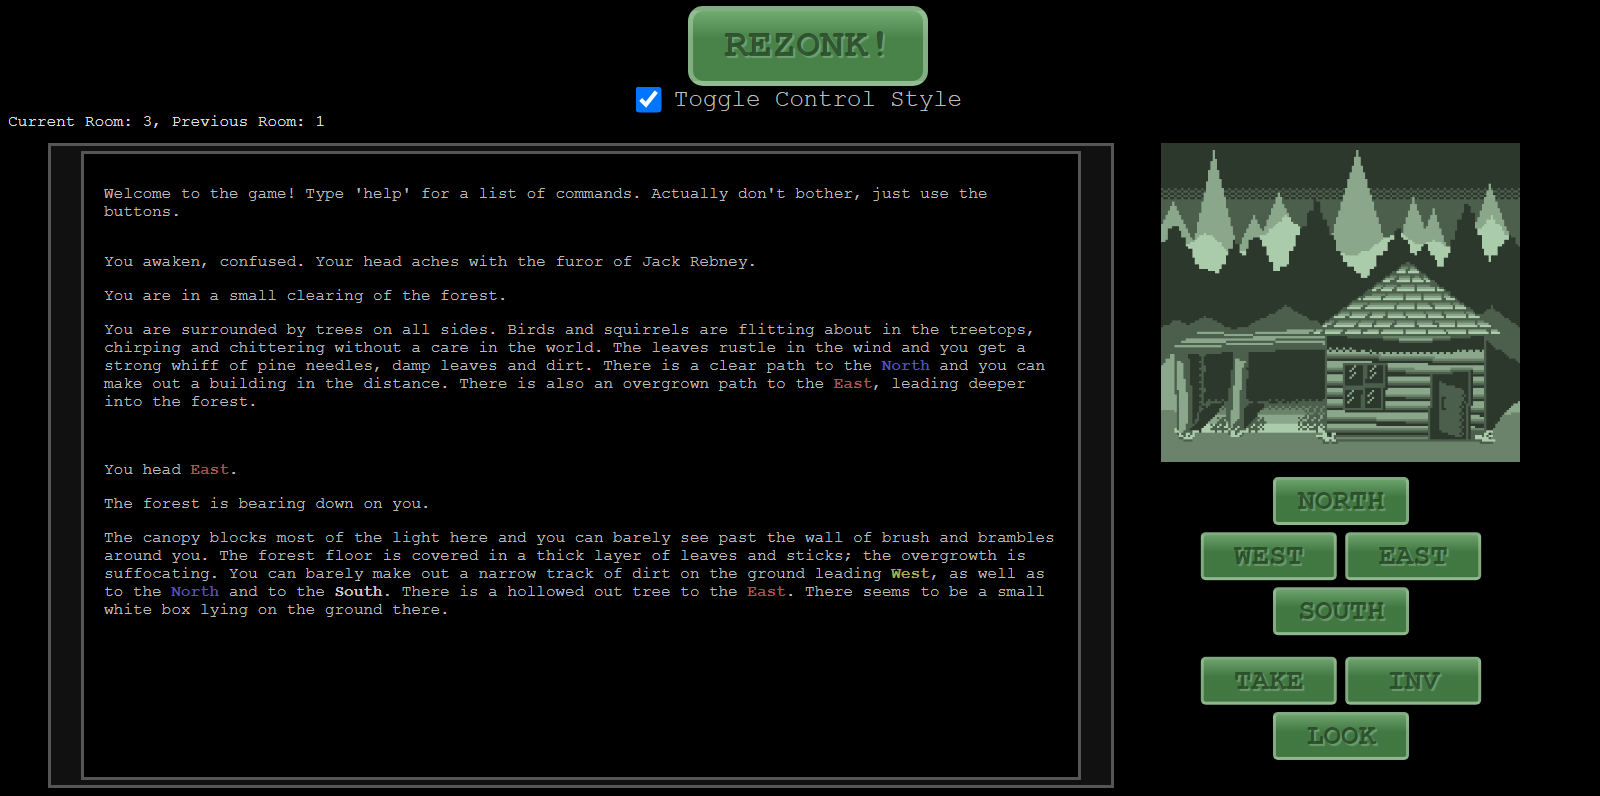 REZONK!
Toggle Control Style
Current Room: 3, Previous Room: 1
Welcome to the game! Type 'help' for a list of commands. Actually don't bother, just use the
buttons.
You awaken, confused. Your head aches with the furor of Jack Rebney.
You are in a small clearing of the forest.
You are surrounded by trees on all sides. Birds and squirrels are flitting about in the treetops,
chirping and chittering without a care in the world. The leaves rustle in the wind and you get a
strong whiff of pine needles, damp leaves and dirt. There is a clear path to the North and you can
make out a building in the distance. There is also an overgrown path to the East, leading deeper
into the forest.
You head East.
The forest is bearing down on you.
The canopy blocks most of the light here and you can barely see past the wall of brush and brambles
around you. The forest floor is covered in a thick layer of leaves and sticks; the overgrowth is
suffocating. You can barely make out a narrow track of dirt on the ground leading West, as well as
to the North and to the South. There is a hollowed out tree to the East. There seems to be a small
white box lying on the ground there.
NORTH
WEST EAST
SOUTH
TAKE INV
LOOK